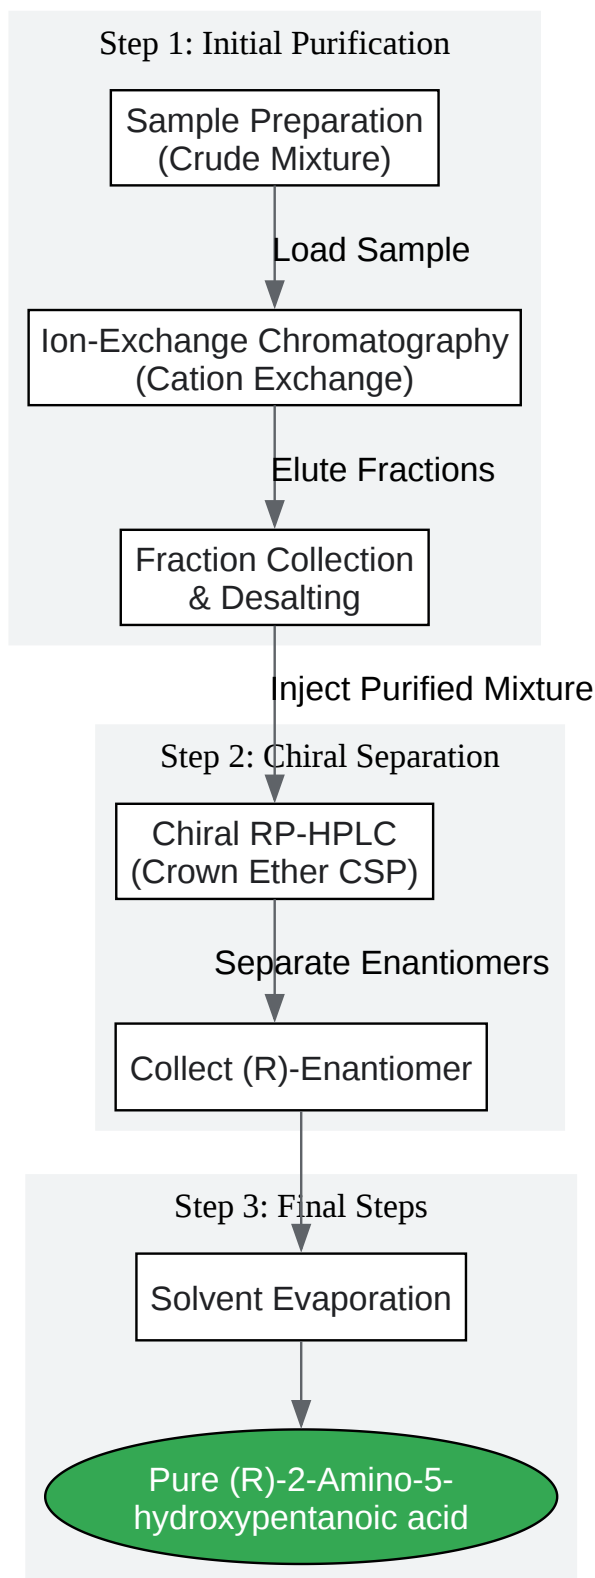 Step 1: Initial Purification
Sample Preparation
(Crude Mixture)
Load Sample
Ion-Exchange Chromatography
(Cation Exchange)
Elute Fractions
Fraction Collection
& Desalting
Inject Purified Mixture
Step 2: Chiral Separation
Chiral RP-HPLC
(Crown Ether CSP)
Separate Enantiomers
Collect (R)-Enantiomer
Step 3: Final Steps
Solvent Evaporation
Pure (R)-2-Amino-5-
hydroxypentanoic acid